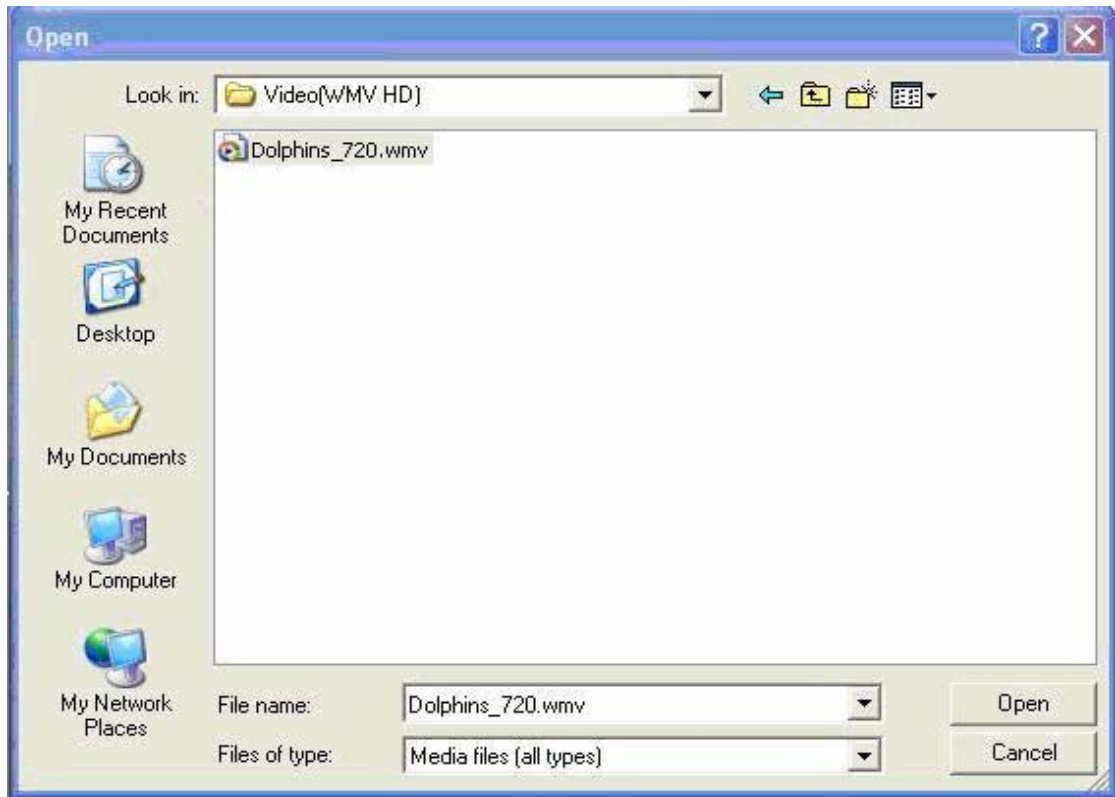 Open
Look in:
Video(WMV HD)
Dolphins_720.wmv
My Recent
Documents
Desktop
My Documents
My Computer
My Network
Places
File name:
Dolphins_720.wmv
Open
Files of type:
Media files (all types)
Cancel